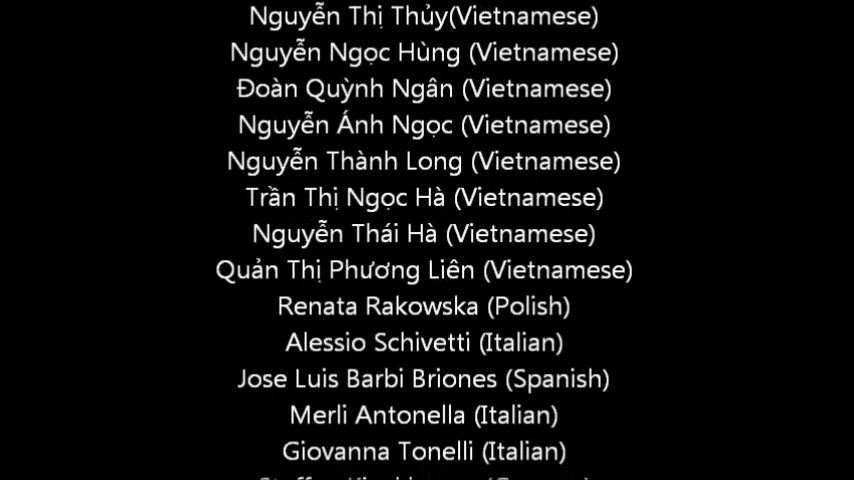 Nguyễn Thị Thủy(Vietnamese)
Nguyễn Ngọc Hùng (Vietnamese)
Đoàn Quỳnh Ngân (Vietnamese)
Nguyễn Ánh Ngọc (Vietnamese)
Nguyễn Thành Long (Vietnamese)
Trần Thị Ngọc Hà (Vietnamese)
Nguyễn Thái Hà (Vietnamese)
Quản Thị Phương Liên (Vietnamese)
Renata Rakowska (Polish)
Alessio Schivetti (Italian)
Jose Luis Barbi Briones (Spanish)
Merli Antonella (Italian)
Giovanna Tonelli (Italian)